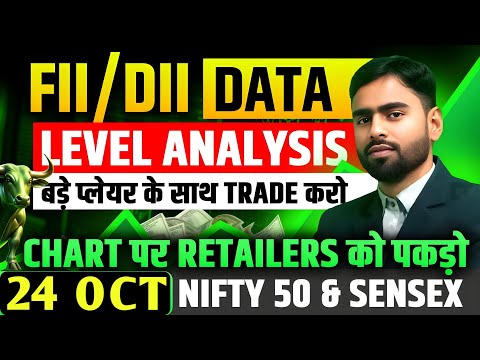 FII/DII DATA
LEVEL ANALYSIS
बड़े प्लेयर के साथ TRADE करो
CHART पर RETAILERS को पकड़ो
24 OCT NIFTY 50 & SENSEX